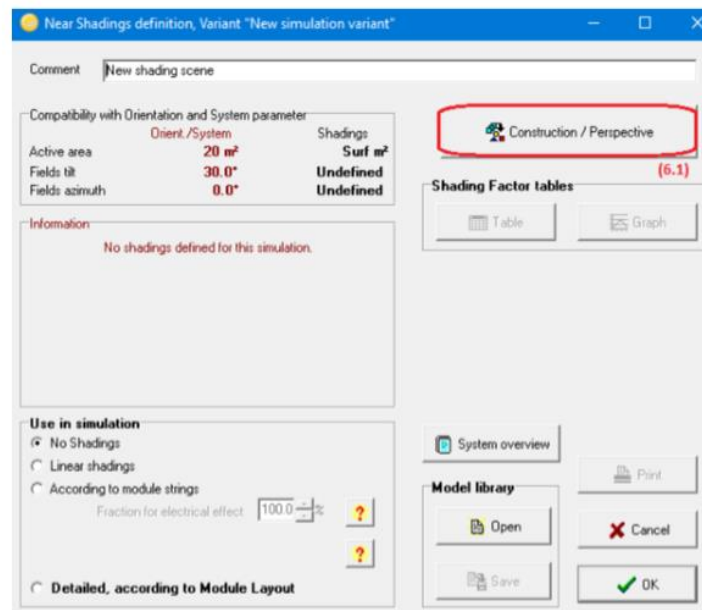 Near Shadings definition, Variant "New simulation variant"
Comment New shading scene
Compatibility with Orientation and System parameter
Orient./System Shadings
Active area 20 m² Surf m²
Fields tilt 30.0° Undefined
Fields azimuth 0.0° Undefined
Construction / Perspective
(6.1)
Shading Factor tables
Table Graph
Information
No shadings defined for this simulation.
Use in simulation
No Shadings
Linear shadings
According to module strings
Fraction for electrical effect 100.0 % ?
?
Detailed, according to Module Layout
System overview
Model library
Open
Save
Print
Cancel
OK